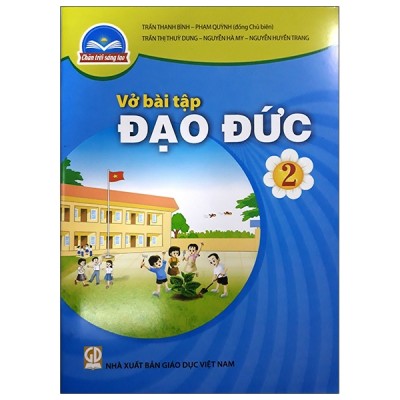 TRẦN THANH BÌNH – PHẠM QUỲNH (đồng Chủ biên)
TRẦN THỊ THUỲ DUNG – NGUYỄN HÀ MY – NGUYỄN HUYỀN TRANG
Chân trời sáng tạo
Vở bài tập
ĐẠO ĐỨC
2
NHÀ XUẤT BẢN GIÁO DỤC VIỆT NAM